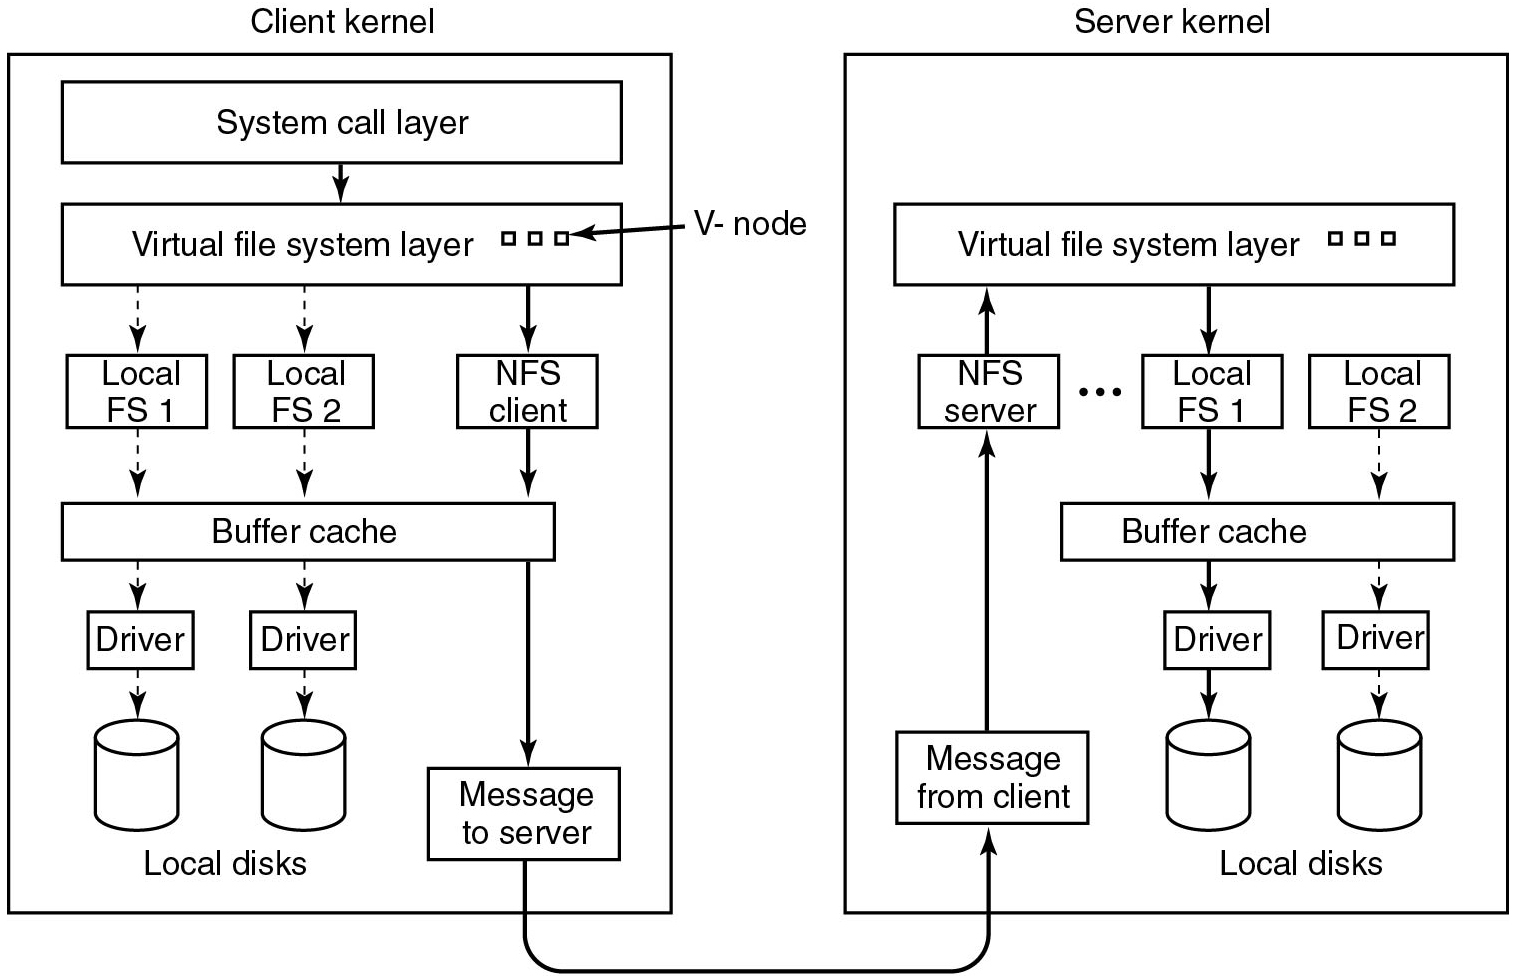 Client kernel
Server kernel
System call layer
Virtual file system layer
V- node
Virtual file system layer
Local
FS 1
Local
FS 2
NFS
client
NFS
server
Local
FS 1
Local
FS 2
Buffer cache
Buffer cache
Driver
Driver
Driver
Driver
Message
to server
Message
from client
Local disks
Local disks